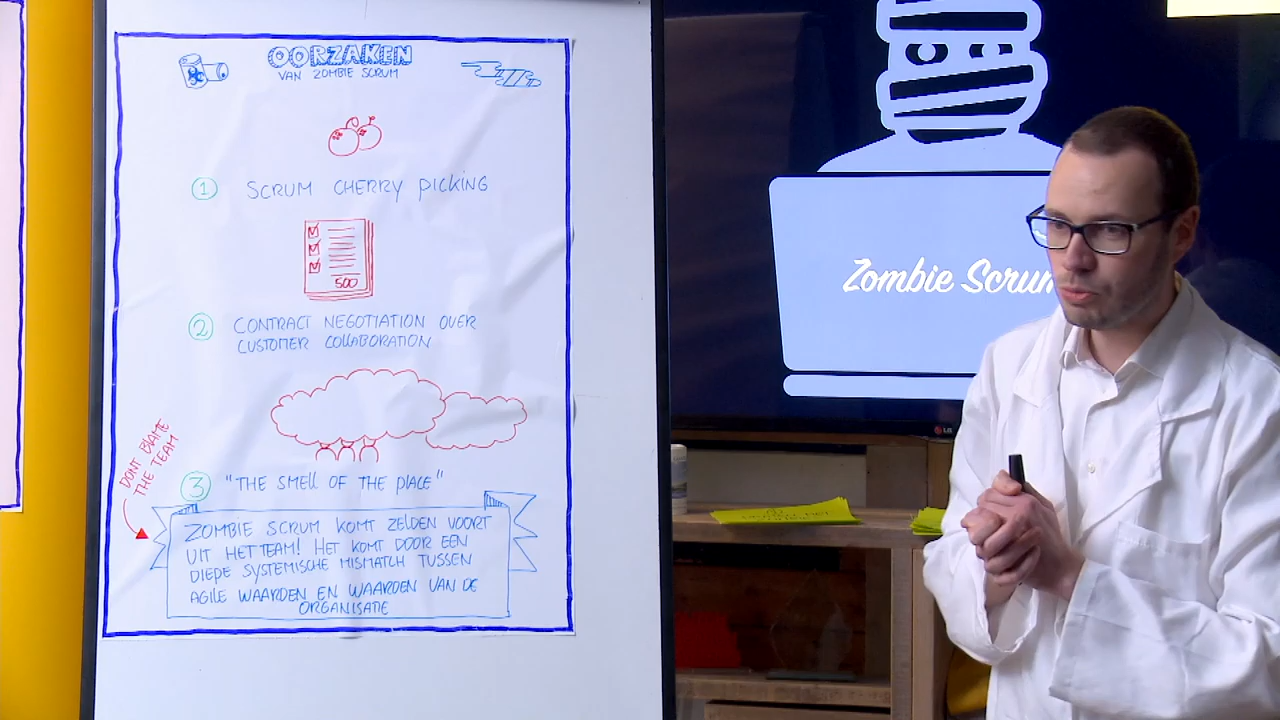 OORZAKEN
VAN ZOMBIE SCRUM
1 SCRUM CHERRY PICKING
500
2 CONTRACT NEGOTIATION OVER
CUSTOMER COLLABORATION
DONT BLAME
THE TEAM
3 "THE SMELL OF THE PLACE"
ZOMBIE SCRUM KOMT ZELDEN VOORT
UIT HET TEAM! HET KOMT DOOR EEN
DIEPE SYSTEMISCHE MISMATCH TUSSEN
AGILE WAARDEN EN WAARDEN VAN DE
ORGANISATIE
Zombie Scrum
LG